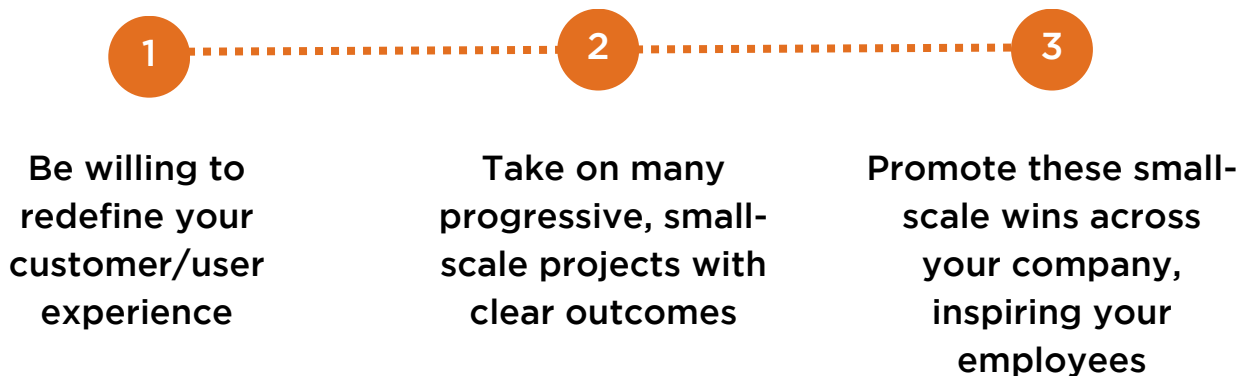 1
2
3
Be willing to
redefine your
customer/user
experience
Take on many
progressive, small-
scale projects with
clear outcomes
Promote these small-
scale wins across
your company,
inspiring your
employees